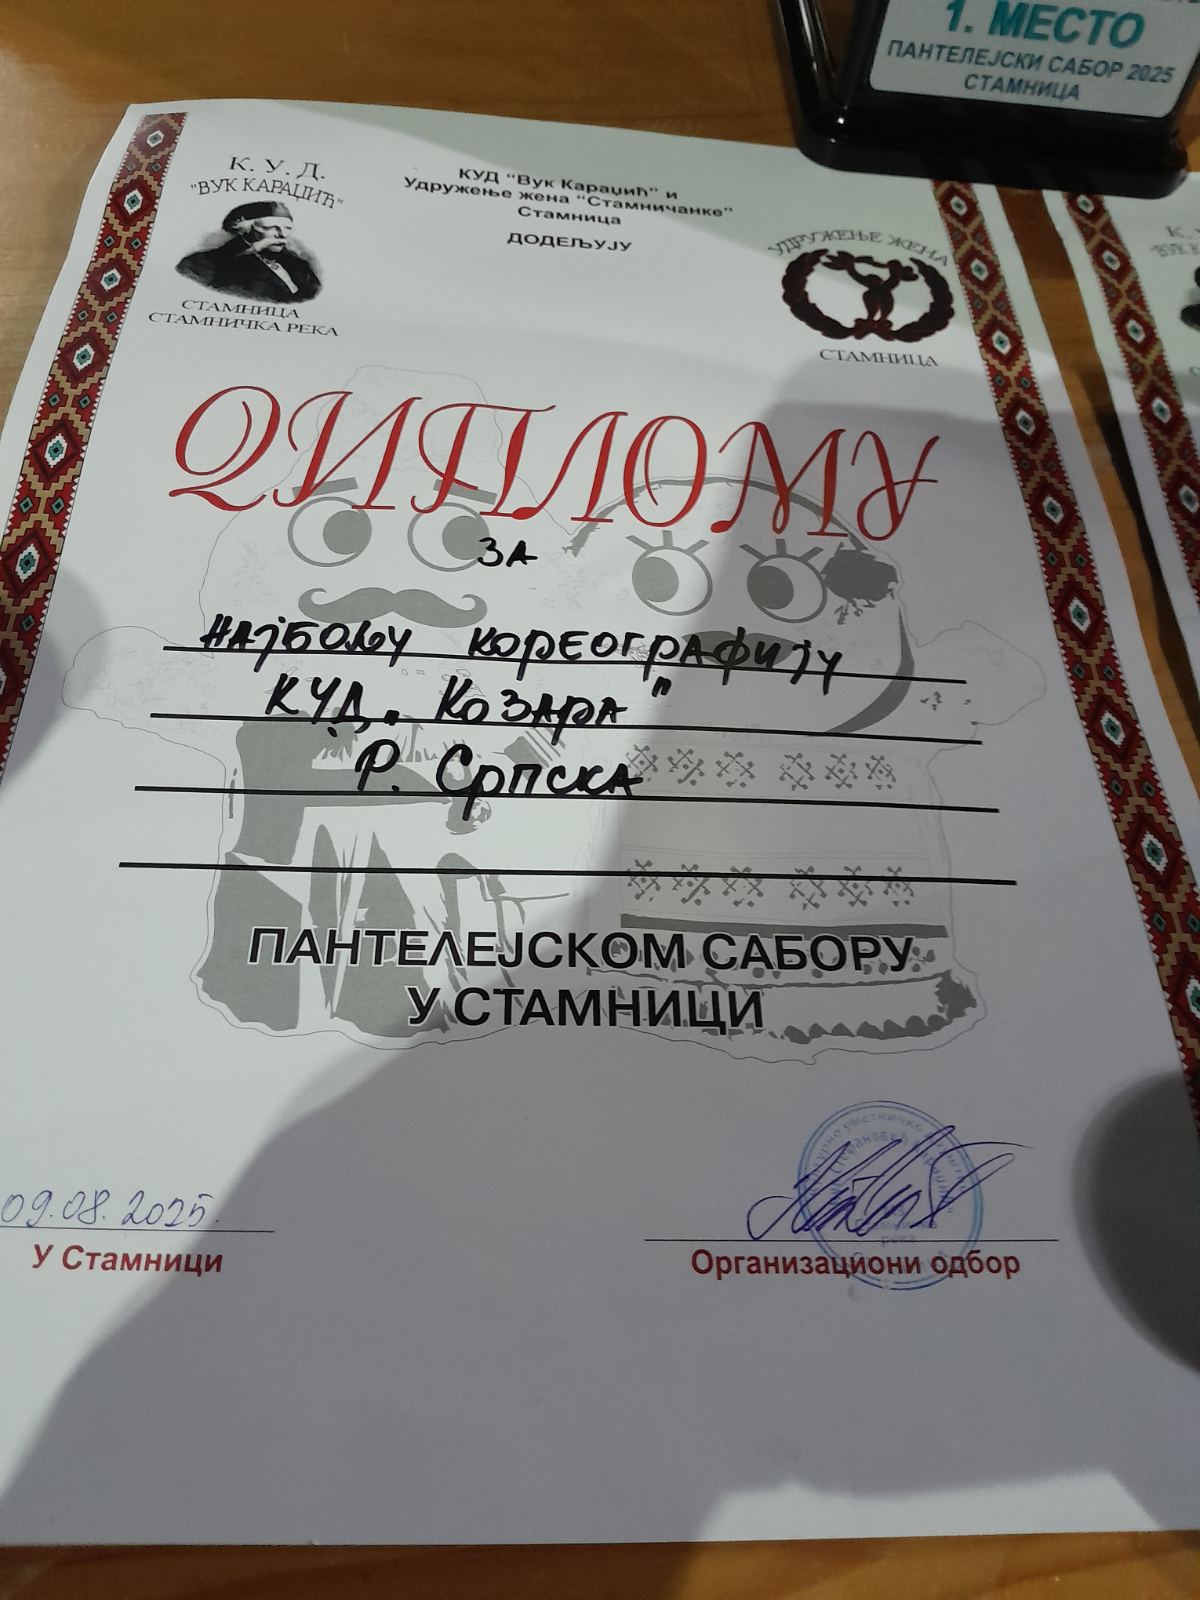 1. МЕСТО
ПАНТЕЛЕЈСКИ САБОР 2025
СТАМНИЦА
К. У. Д.
"ВУК КАРАЏИЋ"
СТАМНИЦА
СТАМНИЧКА РЕКА
КУД "Вук Караџић" и
Удружење жена "Стамничанке"
Стамница
ДОДЕЉУЈУ
УДРУЖЕЊЕ ЖЕНА
СТАМНИЦА
ДИПЛОМУ
ЗА
НАЈБОЉУ КОРЕОГРАФИЈУ
КУД „Козара"
Р. Српска
ПАНТЕЛЕЈСКОМ САБОРУ
У СТАМНИЦИ
09.08.2025.
У Стамници
Организациони одбор